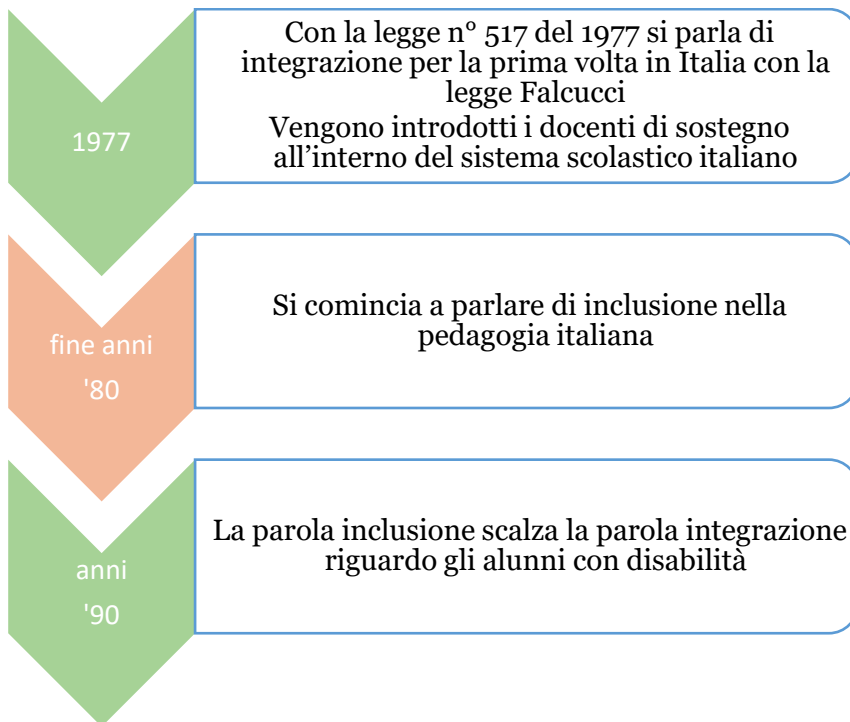 1977
Con la legge n° 517 del 1977 si parla di
integrazione per la prima volta in Italia con la
legge Falcucci
Vengono introdotti i docenti di sostegno
all’interno del sistema scolastico italiano
fine anni
'80
Si comincia a parlare di inclusione nella
pedagogia italiana
anni
'90
La parola inclusione scalza la parola integrazione
riguardo gli alunni con disabilità